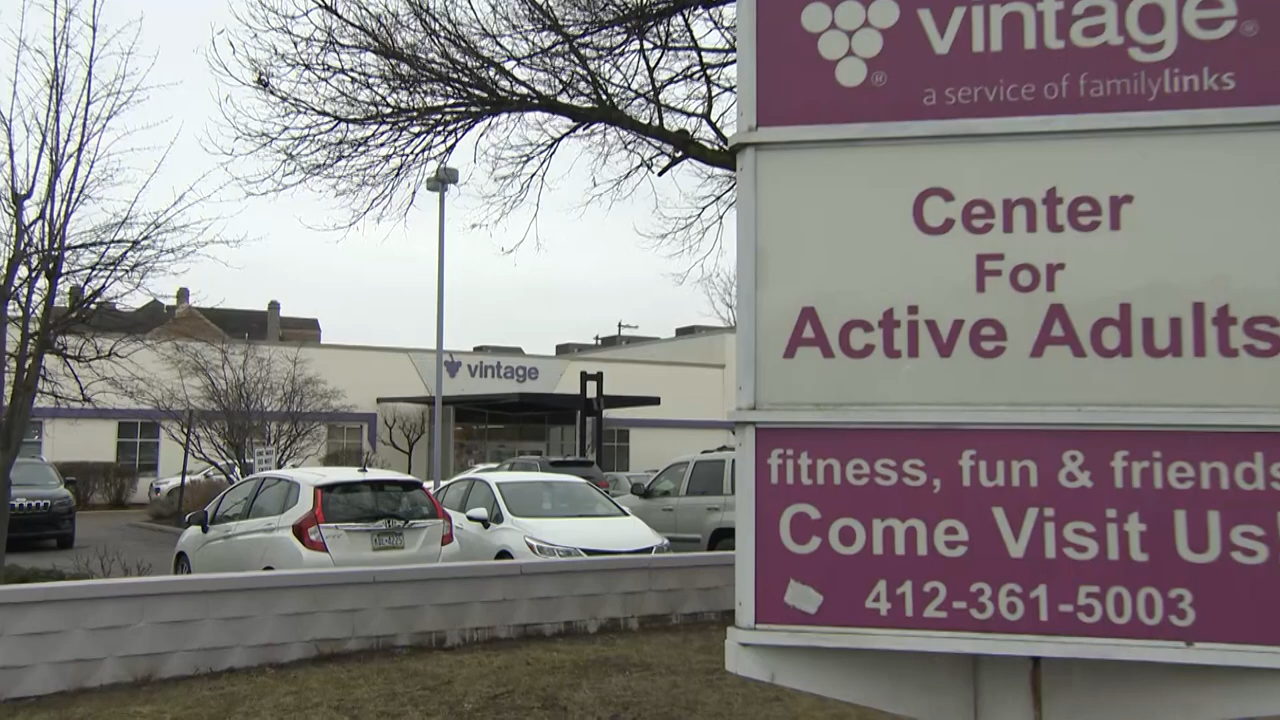 vintage®
®
a service of familylinks
Center
For
Active Adults
fitness, fun & friends
Come Visit Us!
412-361-5003
vintage